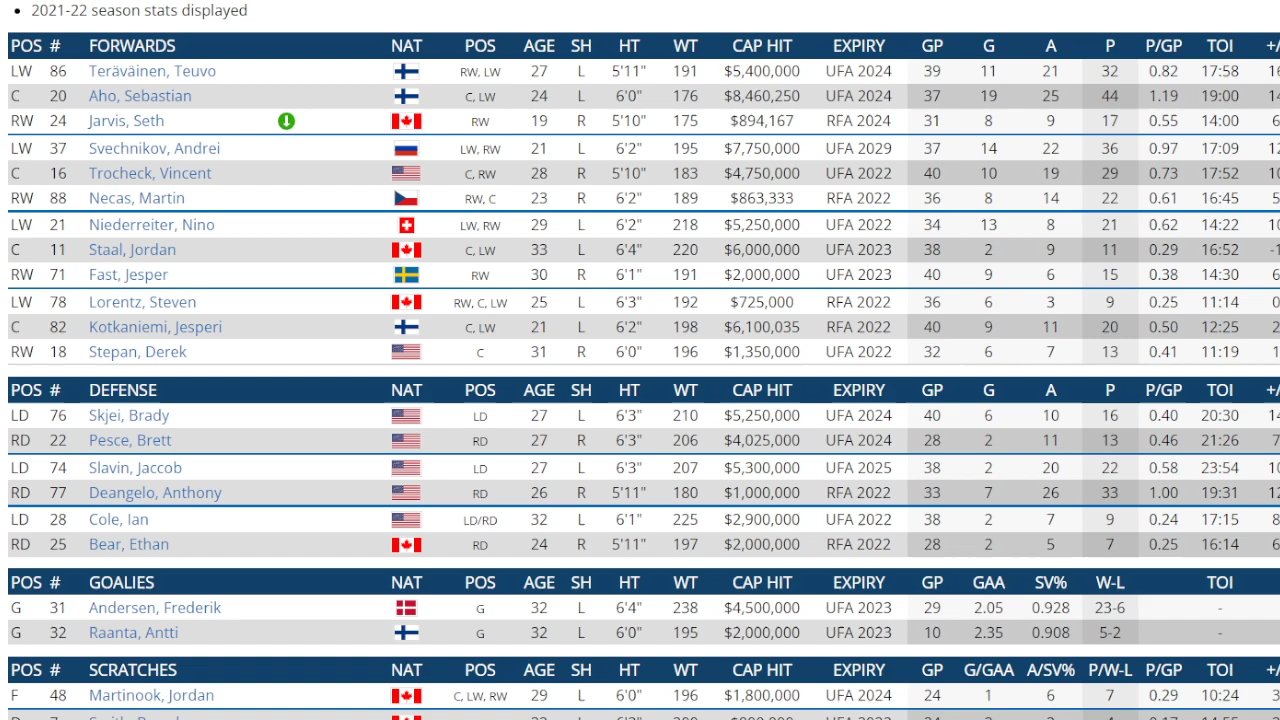 2021-22 season stats displayed
POS # FORWARDS NAT POS AGE SH HT WT CAP HIT EXPIRY GP G A P P/GP TOI +/
LW 86 Teräväinen, Teuvo RW, LW 27 L 5'11" 191 $5,400,000 UFA 2024 39 11 21 32 0.82 17:58 16
C 20 Aho, Sebastian C, LW 24 L 6'0" 176 $8,460,250 UFA 2024 37 19 25 44 1.19 19:00
RW 24 Jarvis, Seth RW 19 R 5'10" 175 $894,167 RFA 2024 31 8 9 17 0.55 14:00 6
LW 37 Svechnikov, Andrei LW, RW 21 L 6'2" 195 $7,750,000 UFA 2029 37 14 22 36 0.97 17:09 12
C 16 Trocheck, Vincent C, RW 28 R 5'10" 183 $4,750,000 UFA 2022 40 10 19 29 0.73 17:52 10
RW 88 Necas, Martin RW, C 23 R 6'2" 189 $863,333 RFA 2022 36 8 14 22 0.61 16:45 5
LW 21 Niederreiter, Nino LW, RW 29 L 6'2" 218 $5,250,000 UFA 2022 34 13 8 21 0.62 14:22 10
C 11 Staal, Jordan C, LW 33 L 6'4" 220 $6,000,000 UFA 2023 38 2 9 11 0.29 16:52
RW 71 Fast, Jesper RW 30 R 6'1" 191 $2,000,000 UFA 2023 40 9 6 15 0.38 14:30
LW 78 Lorentz, Steven RW, C, LW 25 L 6'3" 192 $725,000 RFA 2022 36 6 3 9 0.25 11:14 0
C 82 Kotkaniemi, Jesperi C, LW 21 L 6'2" 198 $6,100,035 RFA 2022 40 9 11 20 0.50 12:25
RW 18 Stepan, Derek C 31 R 6'0" 196 $1,350,000 UFA 2022 32 6 7 13 0.41 11:19 1
POS # DEFENSE NAT POS AGE SH HT WT CAP HIT EXPIRY GP G A P P/GP TOI +/
LD 76 Skjei, Brady LD 27 L 6'3" 210 $5,250,000 UFA 2024 40 6 10 16 0.40 20:30
RD 22 Pesce, Brett RD 27 R 6'3" 206 $4,025,000 UFA 2024 28 2 11 13 0.46 21:26
LD 74 Slavin, Jaccob LD 27 L 6'3" 207 $5,300,000 UFA 2025 38 2 20 22 0.58 23:54 10
RD 77 Deangelo, Anthony RD 26 R 5'11" 180 $1,000,000 RFA 2022 33 7 26 33 1.00 19:31 12
LD 28 Cole, Ian LD/RD 32 L 6'1" 225 $2,900,000 UFA 2022 38 2 7 9 0.24 17:15 8
RD 25 Bear, Ethan RD 24 R 5'11" 197 $2,000,000 RFA 2022 28 2 5 7 0.25 16:14 6
POS # GOALIES NAT POS AGE SH HT WT CAP HIT EXPIRY GP GAA SV% W-L TOI
G 31 Andersen, Frederik G 32 L 6'4" 238 $4,500,000 UFA 2023 29 2.05 0.928 23-6 -
G 32 Raanta, Antti G 32 L 6'0" 195 $2,000,000 UFA 2023 10 2.35 0.908 5-2 -
POS # SCRATCHES NAT POS AGE SH HT WT CAP HIT EXPIRY GP G/GAA A/SV% P/W-L P/GP TOI +/
F 48 Martinook, Jordan C, LW, RW 29 L 6'0" 196 $1,800,000 UFA 2024 24 1 6 7 0.29 10:24 3